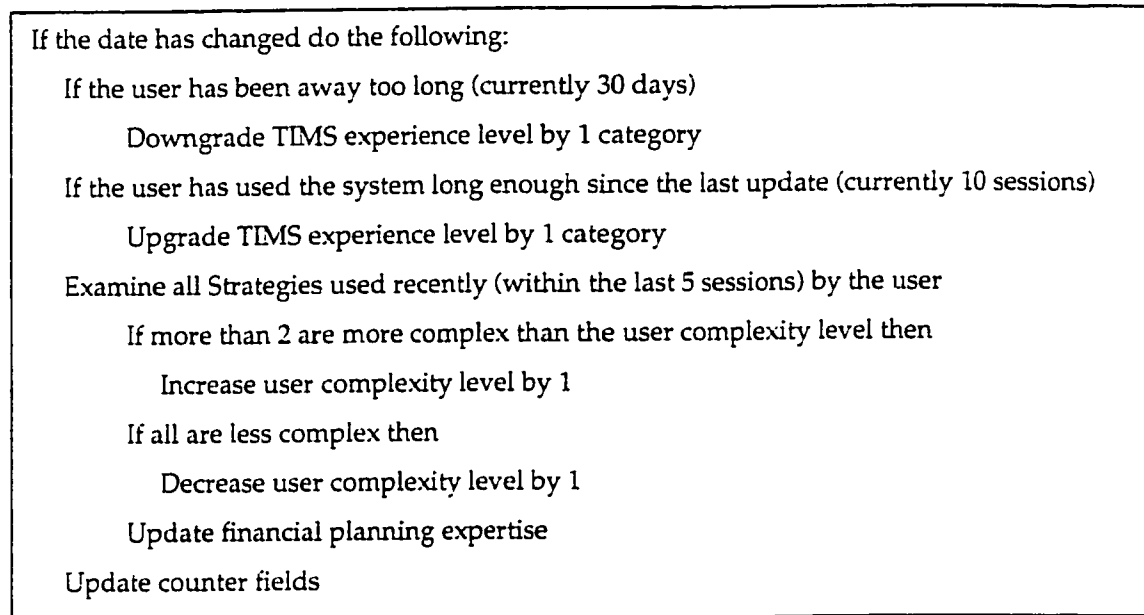 If the date has changed do the following:
If the user has been away too long (currently 30 days)
Downgrade TIMS experience level by 1 category
If the user has used the system long enough since the last update (currently 10 sessions)
Upgrade TIMS experience level by 1 category
Examine all Strategies used recently (within the last 5 sessions) by the user
If more than 2 are more complex than the user complexity level then
Increase user complexity level by 1
If all are less complex then
Decrease user complexity level by 1
Update financial planning expertise
Update counter fields